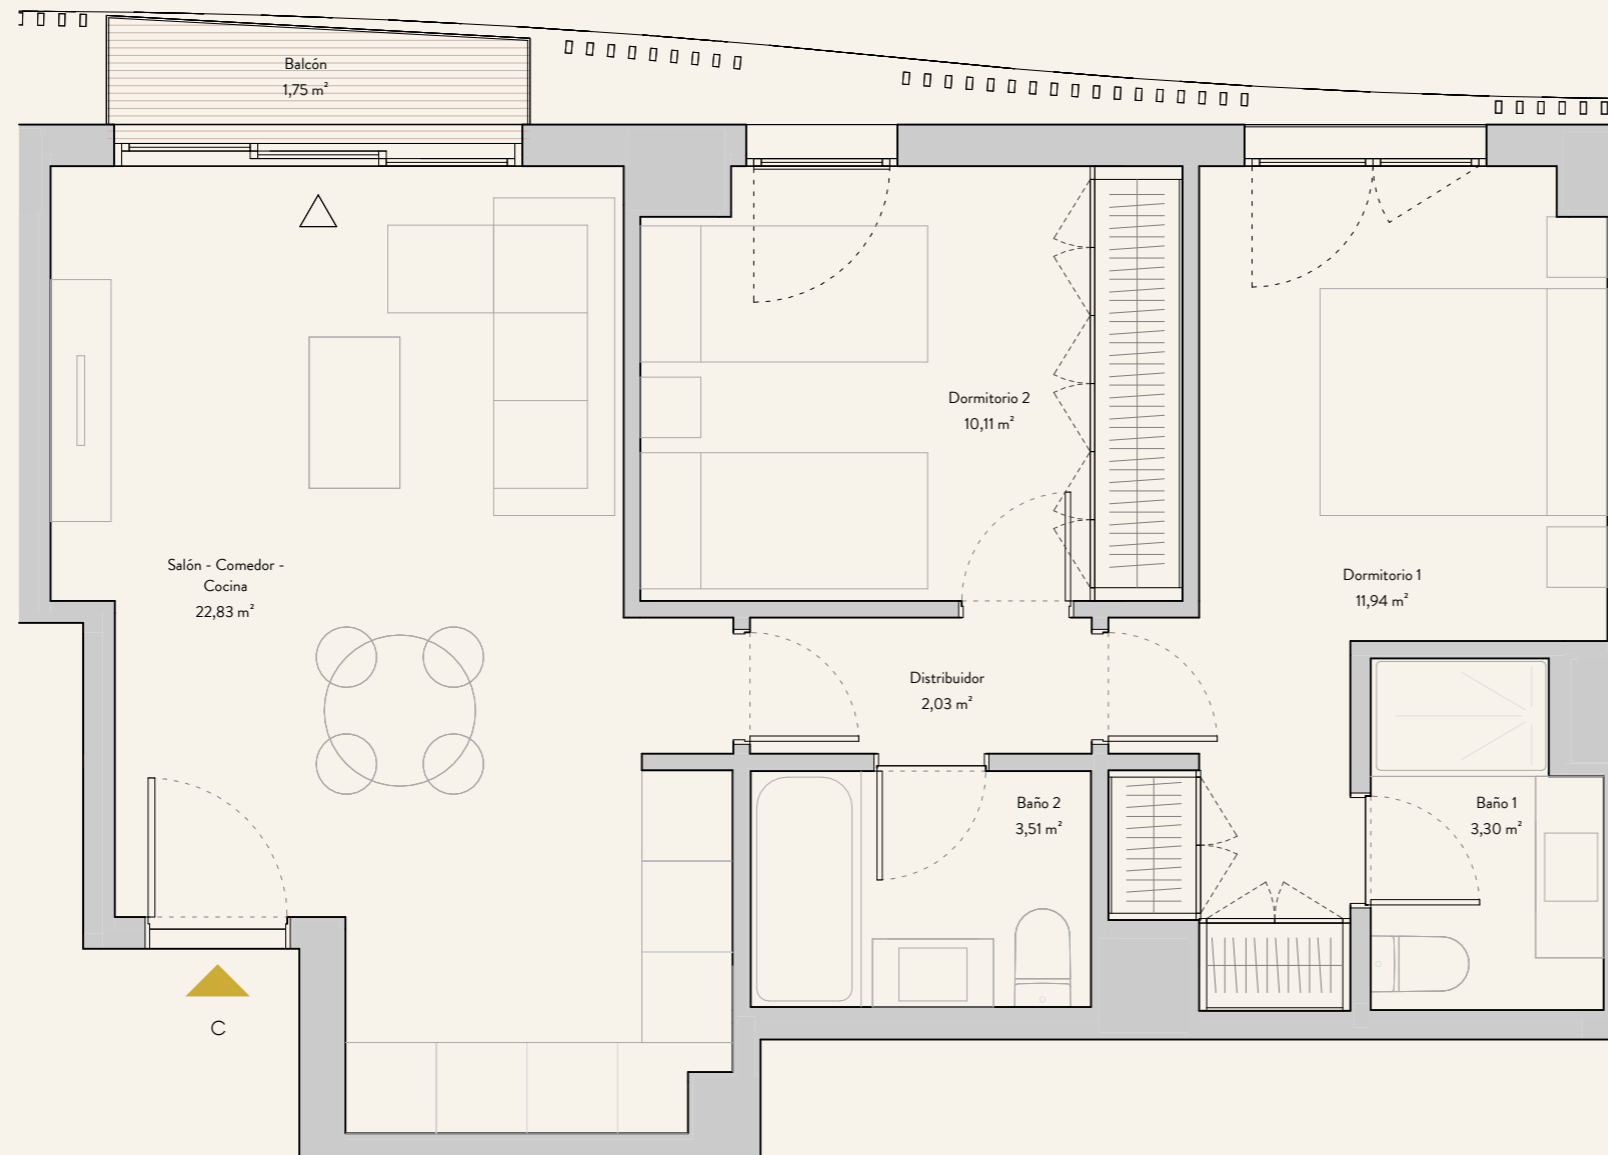 Balcón
1,75 m²
Dormitorio 2
10,11 m²
Salón - Comedor -
Cocina
22,83 m²
Dormitorio 1
11,94 m²
Distribuidor
2,03 m²
Baño 2
3,51 m²
Baño 1
3,30 m²
C